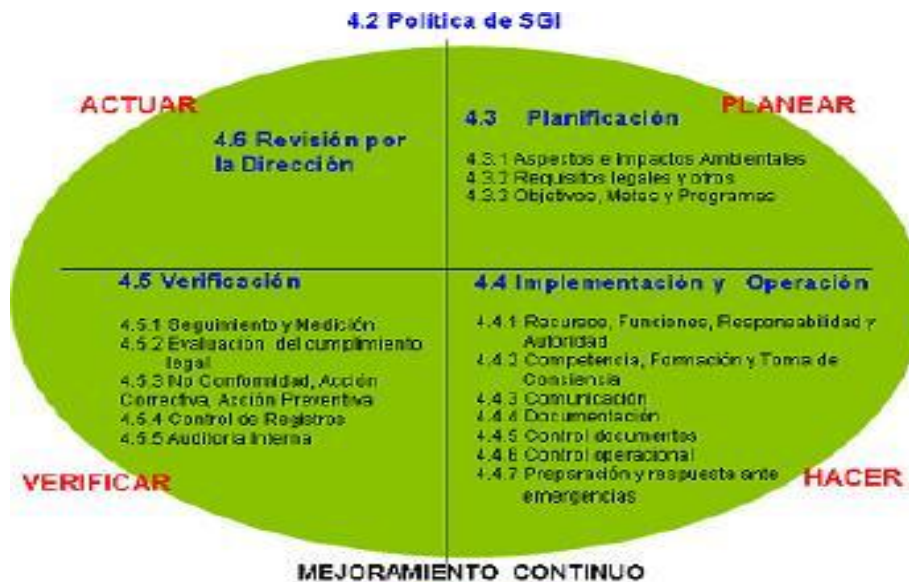 4.2 Política de SGI
ACTUAR
PLANEAR
4.6 Revisión por
la Dirección
4.3 Planificación
4.3.1 Aspectos e Impactos Ambientales
4.3.2 Requisitos legales y otros
4.3.3 Objetivos, Metas y Programas
4.5 Verificación
4.5.1 Seguimiento y Medición
4.5.2 Evaluación del cumplimiento
legal
4.5.3 No Conformidad, Acción
Correctiva, Acción Preventiva
4.5.4 Control de Registros
4.5.5 Auditoria Interna
4.4 Implementación y Operación
4.4.1 Recursos, Funciones, Responsabilidad y
Autoridad
4.4.2 Competencia, Formación y Toma de
Consiencia
4.4.3 Comunicación
4.4.4 Documentación
4.4.5 Control documentos
4.4.6 Control operacional
4.4.7 Preparación y respuesta ante
emergencias
VERIFICAR
HACER
MEJORAMIENTO CONTINUO